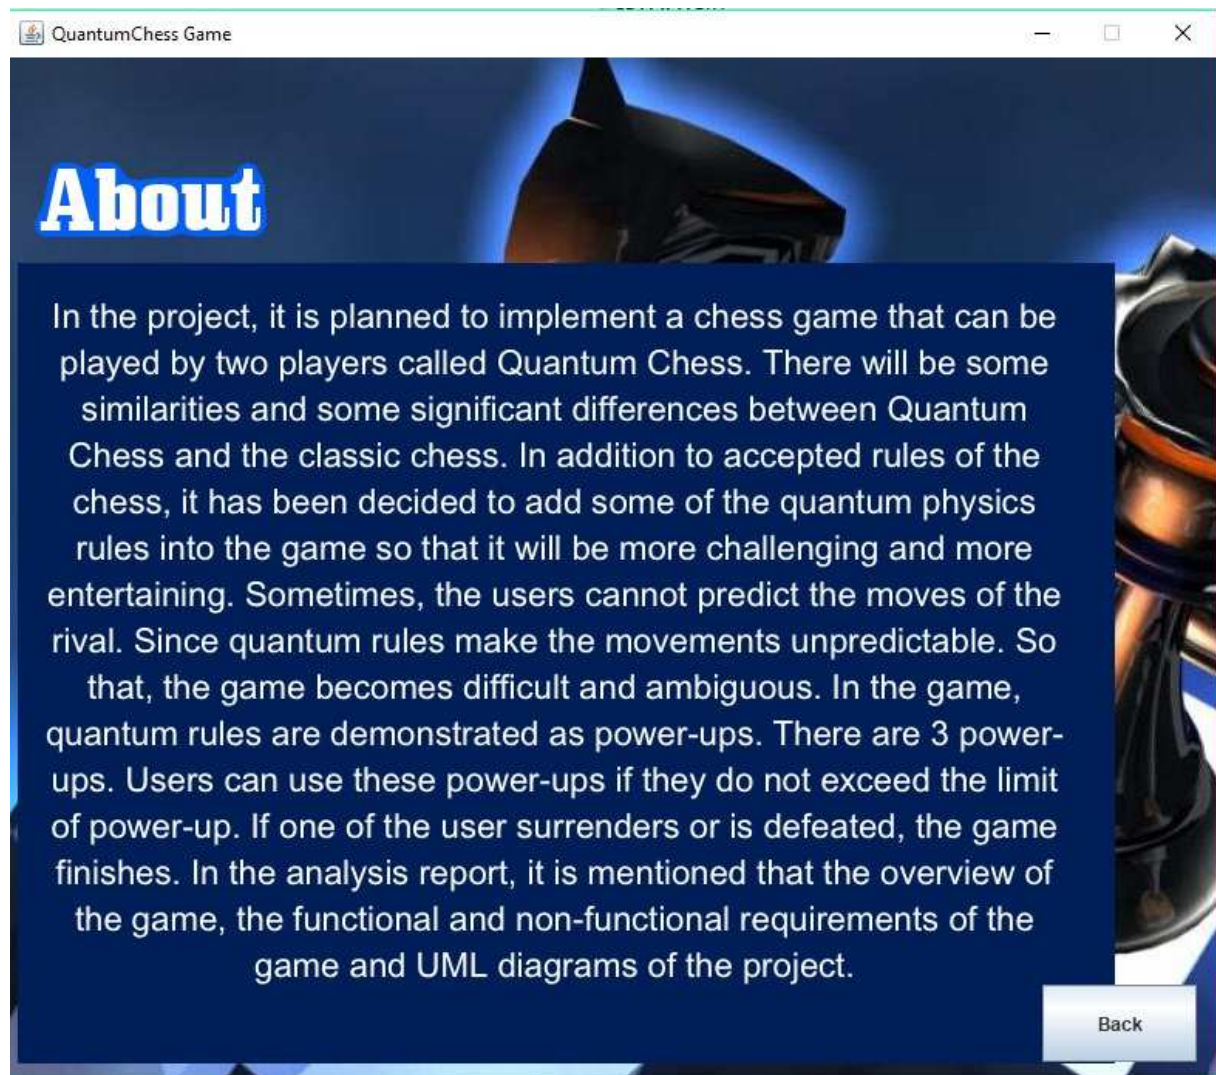 QuantumChess Game
About
In the project, it is planned to implement a chess game that can be
played by two players called Quantum Chess. There will be some
similarities and some significant differences between Quantum
Chess and the classic chess. In addition to accepted rules of the
chess, it has been decided to add some of the quantum physics
rules into the game so that it will be more challenging and more
entertaining. Sometimes, the users cannot predict the moves of the
rival. Since quantum rules make the movements unpredictable. So
that, the game becomes difficult and ambiguous. In the game,
quantum rules are demonstrated as power-ups. There are 3 power-
ups. Users can use these power-ups if they do not exceed the limit
of power-up. If one of the user surrenders or is defeated, the game
finishes. In the analysis report, it is mentioned that the overview of
the game, the functional and non-functional requirements of the
game and UML diagrams of the project.
Back